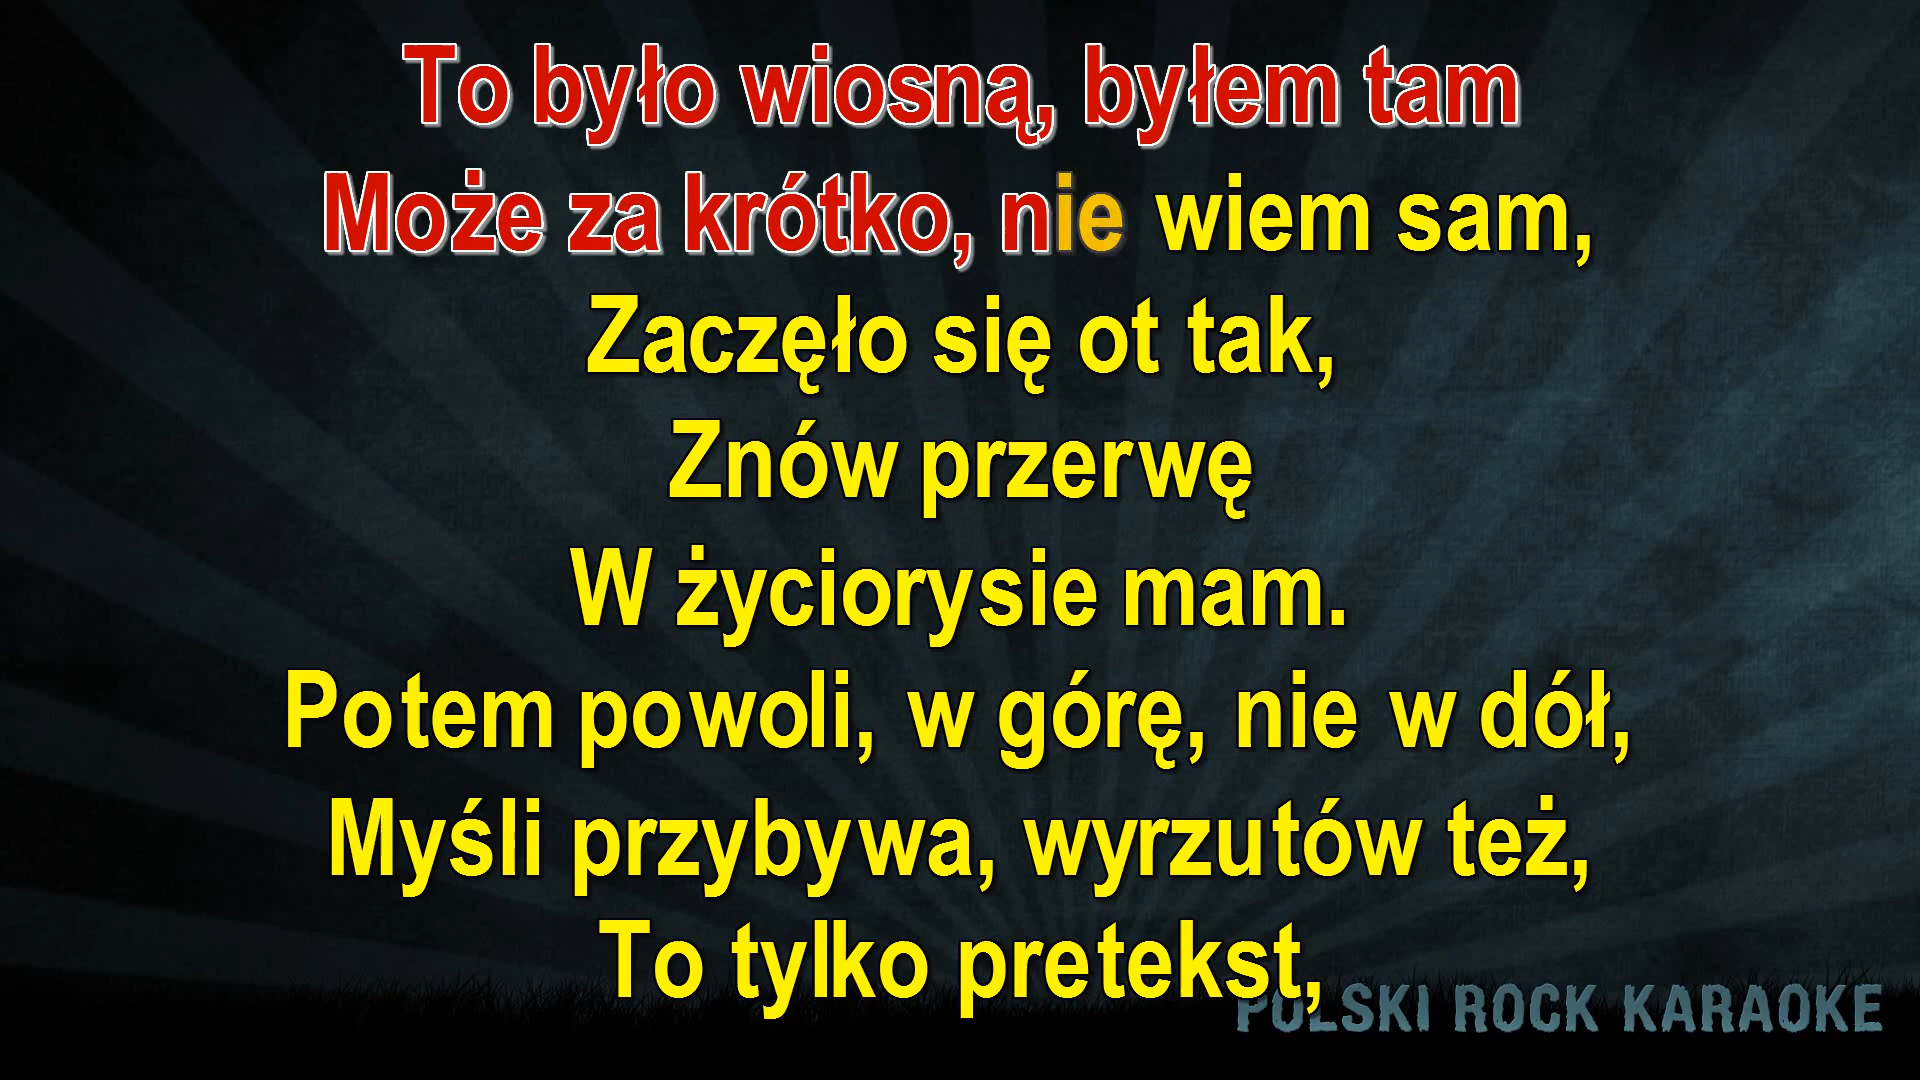 To było wiosną, byłem tam
Może za krótko, nie wiem sam,
Zaczęło się ot tak,
Znów przerwę
W życiorysie mam.
Potem powoli, w górę, nie w dół,
Myśli przybywa, wyrzutów też,
To tylko pretekst,
POLSKI ROCK KARAOKE